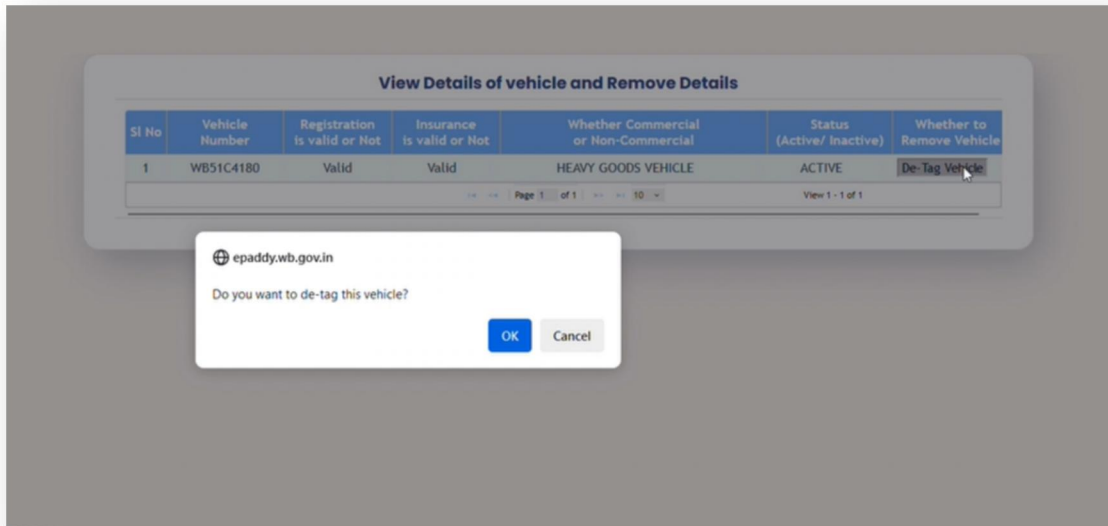 View Details of vehicle and Remove Details
Sl No Vehicle Number Registration is valid or Not Insurance is valid or Not Whether Commercial or Non-Commercial Status (Active/ Inactive) Whether to Remove Vehicle
1 WB51C4180 Valid Valid HEAVY GOODS VEHICLE ACTIVE De-Tag Vehicle
Page 1 of 1 10 View 1 - 1 of 1
epaddy.wb.gov.in
Do you want to de-tag this vehicle?
OK Cancel